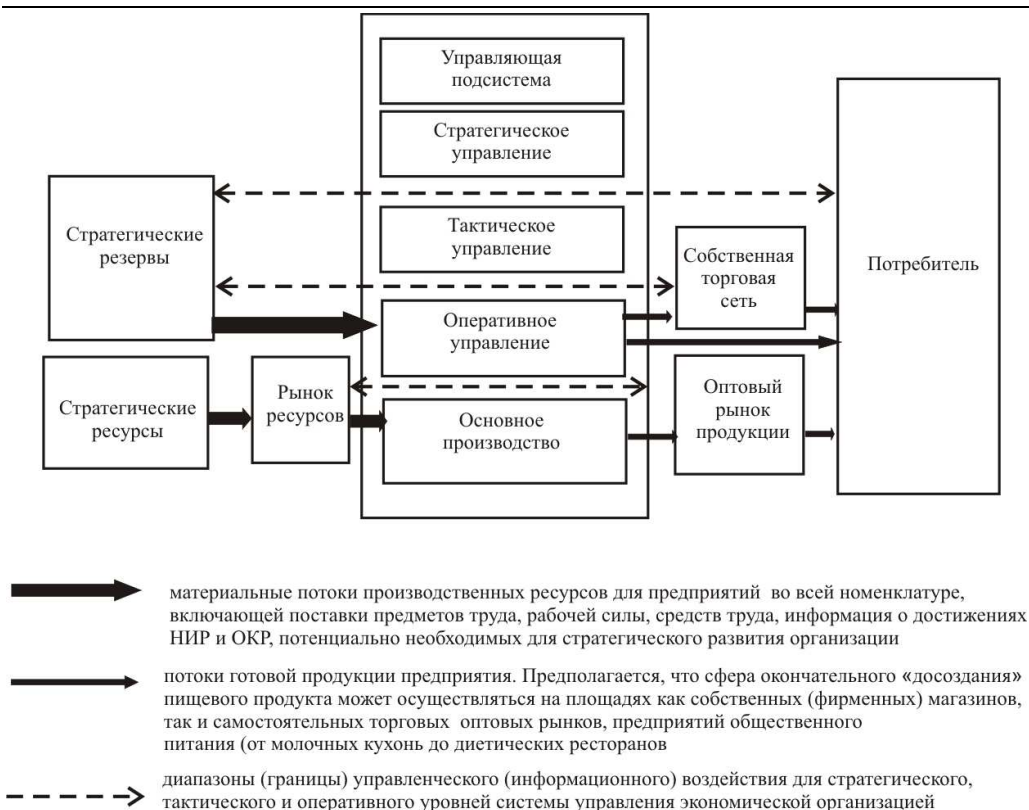 Управляющая
подсистема
Стратегическое
управление
Стратегические
резервы
Тактическое
управление
Собственная
торговая
сеть
Потребитель
Оперативное
управление
Стратегические
ресурсы
Рынок
ресурсов
Основное
производство
Оптовый
рынок
продукции
материальные потоки производственных ресурсов для предприятий во всей номенклатуре,
включающей поставки предметов труда, рабочей силы, средств труда, информация о достижениях
НИР и ОКР, потенциально необходимых для стратегического развития организации
потоки готовой продукции предприятия. Предполагается, что сфера окончательного «досоздания»
пищевого продукта может осуществляться на площадях как собственных (фирменных) магазинов,
так и самостоятельных торговых оптовых рынков, предприятий общественного
питания (от молочных кухонь до диетических ресторанов
диапазоны (границы) управленческого (информационного) воздействия для стратегического,
тактического и оперативного уровней системы управления экономической организацией